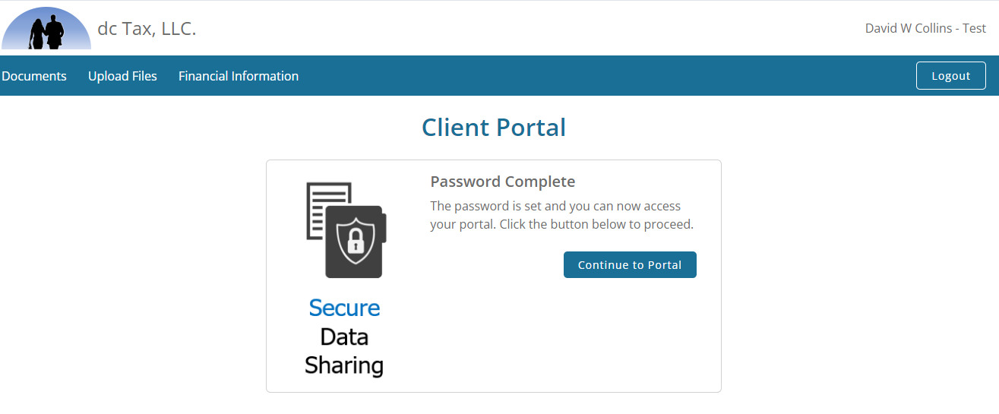 dc Tax, LLC.
David W Collins - Test
Documents
Upload Files
Financial Information
Logout
Client Portal
Password Complete
The password is set and you can now access
your portal. Click the button below to proceed.
Continue to Portal
Secure
Data
Sharing